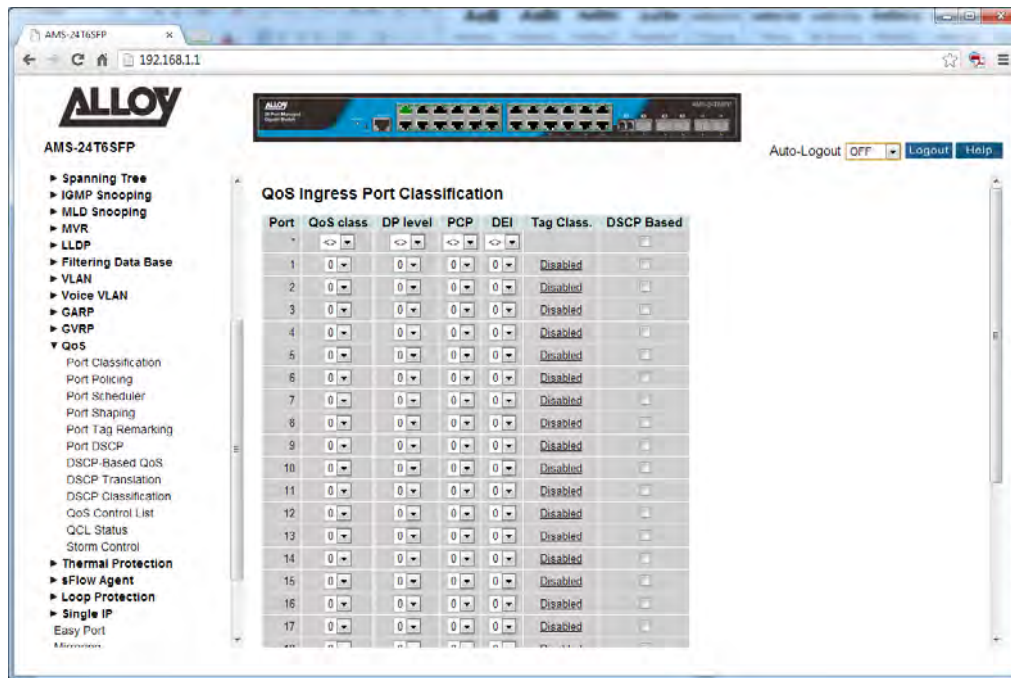 AMS-24T6SFP
192.168.1.1
ALLOY
ALLOY
AMS-24T6SFP
Auto-Logout OFF Logout Help
▶ Spanning Tree
▶ IGMP Snooping
▶ MLD Snooping
▶ MVR
▶ LLDP
▶ Filtering Data Base
▶ VLAN
▶ Voice VLAN
▶ GARP
▶ GVRP
▼ QoS
Port Classification
Port Policing
Port Scheduler
Port Shaping
Port Tag Remarking
Port DSCP
DSCP-Based QoS
DSCP Translation
DSCP Classification
QoS Control List
QCL Status
Storm Control
▶ Thermal Protection
▶ sFlow Agent
▶ Loop Protection
▶ Single IP
Easy Port
Mirroring
QoS Ingress Port Classification
Port QoS class DP level PCP DEI Tag Class. DSCP Based
* <> <> <> <>
1 0 0 0 0 Disabled
2 0 0 0 0 Disabled
3 0 0 0 0 Disabled
4 0 0 0 0 Disabled
5 0 0 0 0 Disabled
6 0 0 0 0 Disabled
7 0 0 0 0 Disabled
8 0 0 0 0 Disabled
9 0 0 0 0 Disabled
10 0 0 0 0 Disabled
11 0 0 0 0 Disabled
12 0 0 0 0 Disabled
13 0 0 0 0 Disabled
14 0 0 0 0 Disabled
15 0 0 0 0 Disabled
16 0 0 0 0 Disabled
17 0 0 0 0 Disabled